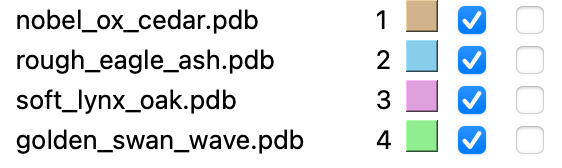 nobel_ox_cedar.pdb 1
rough_eagle_ash.pdb 2
soft_lynx_oak.pdb 3
golden_swan_wave.pdb 4